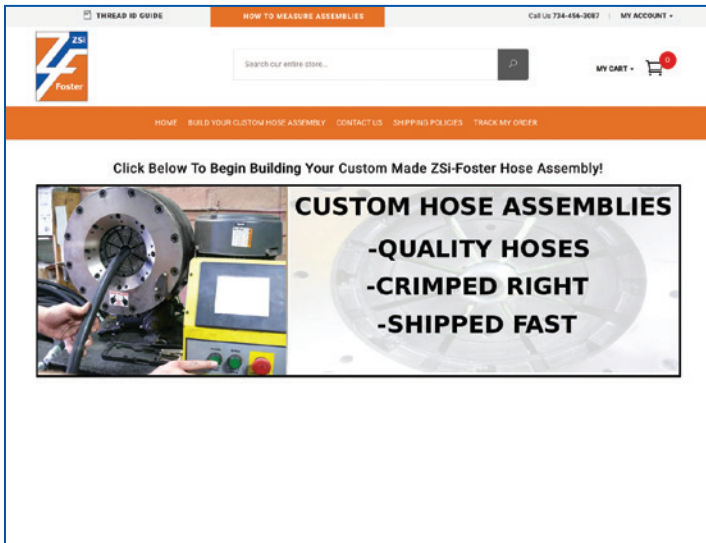 THREAD ID GUIDE
HOW TO MEASURE ASSEMBLIES
Call Us 734-456-3087 | MY ACCOUNT
ZSi
Foster
Search our entire store...
MY CART
0
HOME BUILD YOUR CUSTOM HOSE ASSEMBLY CONTACT US SHIPPING POLICIES TRACK MY ORDER
Click Below To Begin Building Your Custom Made ZSi-Foster Hose Assembly!
CUSTOM HOSE ASSEMBLIES
-QUALITY HOSES
-CRIMPED RIGHT
-SHIPPED FAST